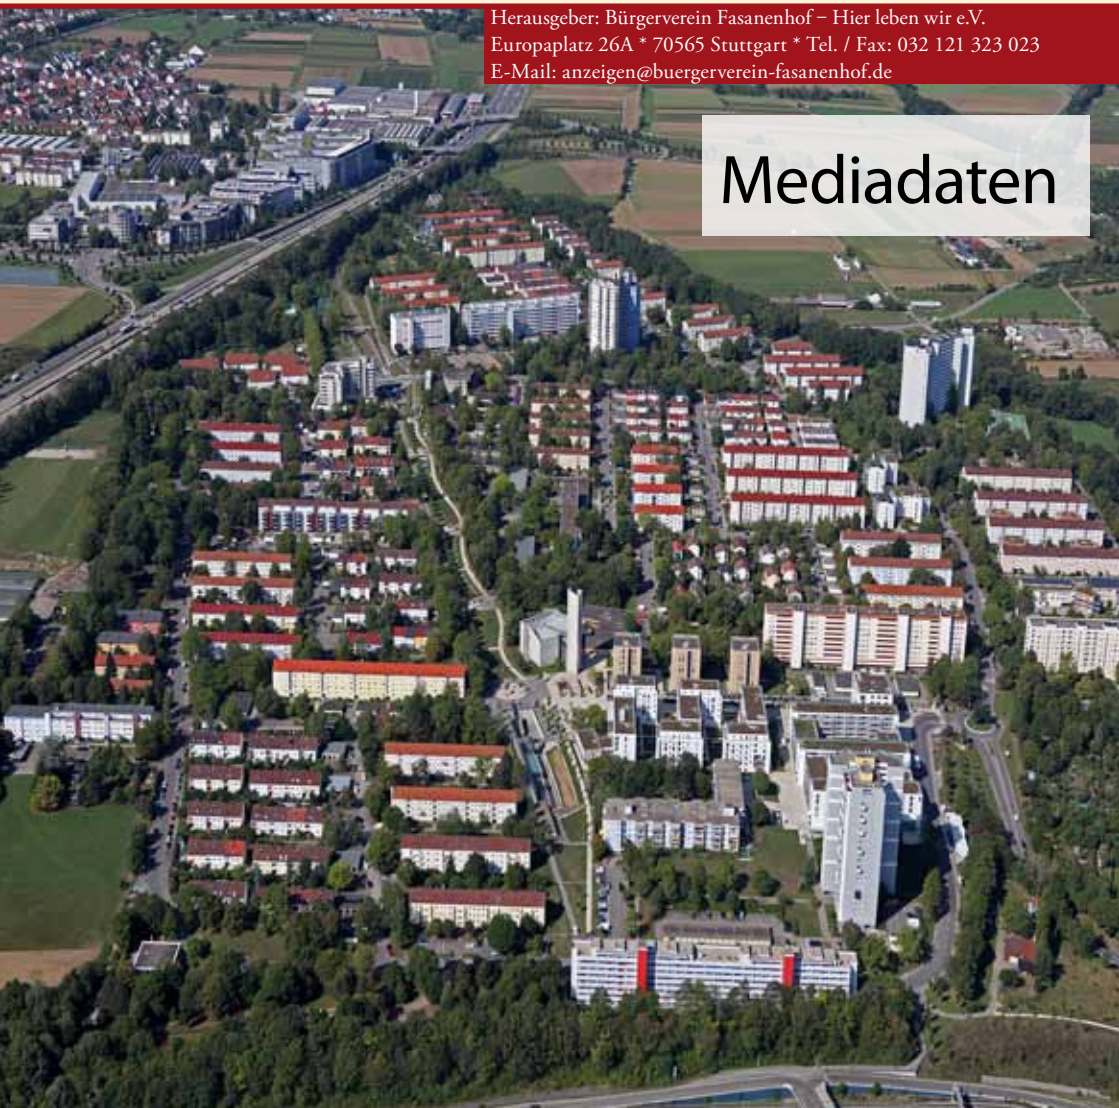 Herausgeber: Bürgerverein Fasanenhof – Hier leben wir e.V.
Europaplatz 26A * 70565 Stuttgart * Tel. / Fax: 032 121 323 023
E-Mail: anzeigen@buergerverein-fasanenhof.de
Mediadaten